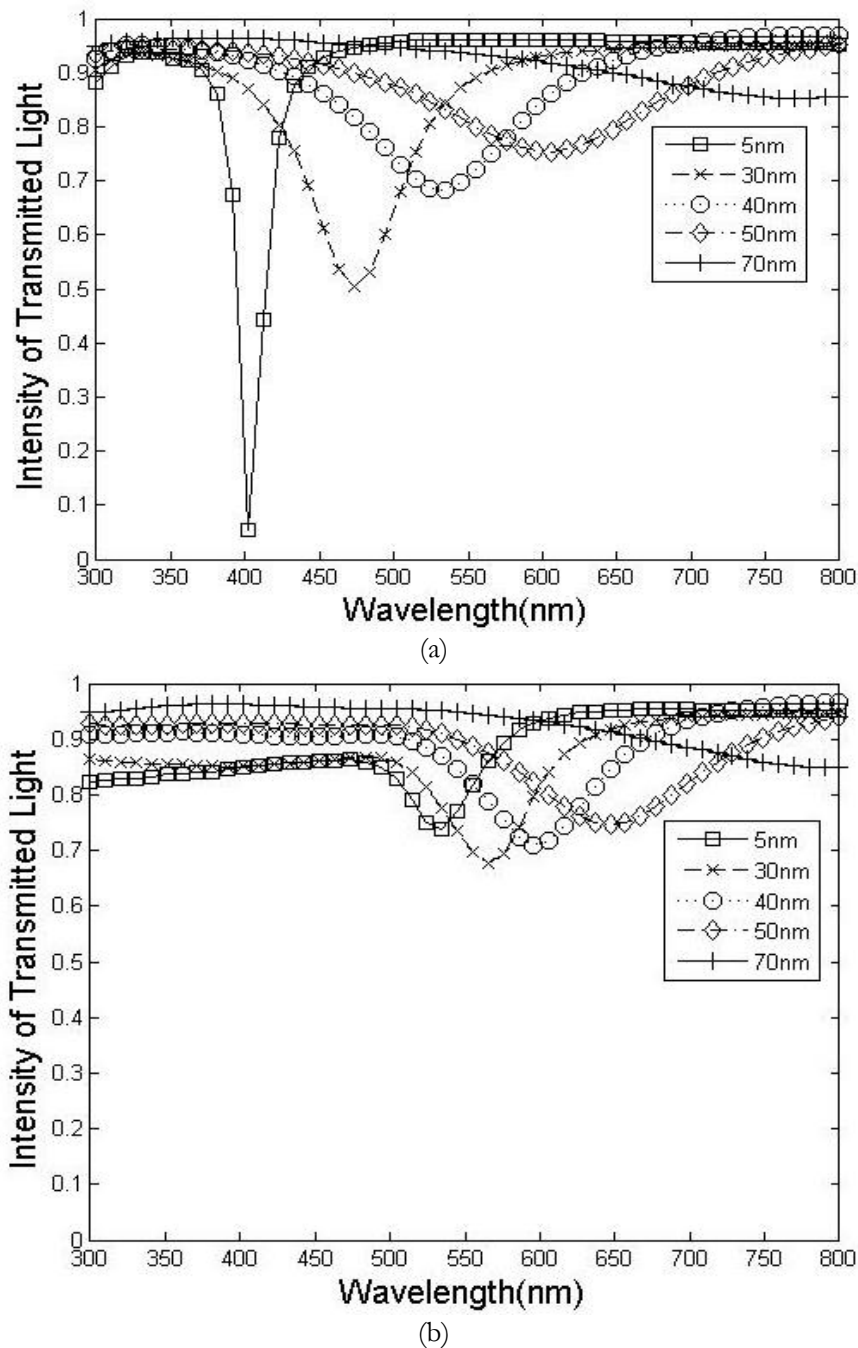 1
0.9
0.8
0.7
0.6
0.5
0.4
0.3
0.2
0.1
0
Intensity of Transmitted Light
5nm
30nm
40nm
50nm
70nm
300 350 400 450 500 550 600 650 700 750 800
Wavelength(nm)
(a)
1
0.9
0.8
0.7
0.6
0.5
0.4
0.3
0.2
0.1
0
Intensity of Transmitted Light
5nm
30nm
40nm
50nm
70nm
300 350 400 450 500 550 600 650 700 750 800
Wavelength(nm)
(b)